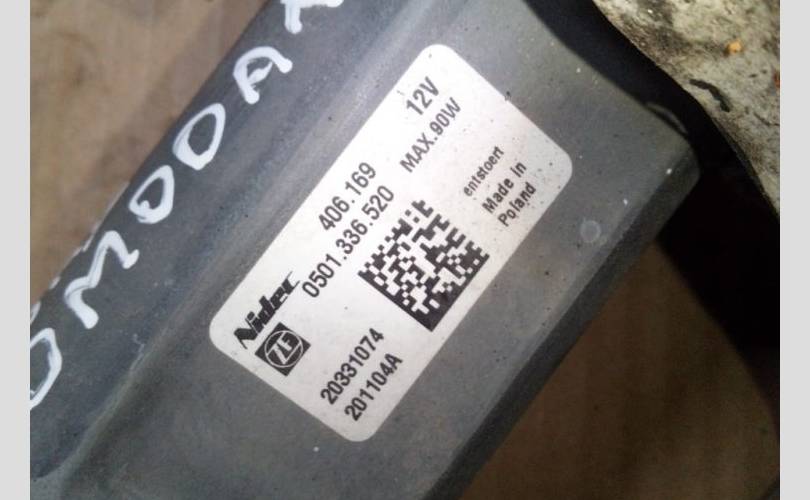 Nidec
406.169
12V
ZF
0501.336.520
MAX.90W
entstoert
Made in
Poland
20331074
201104A